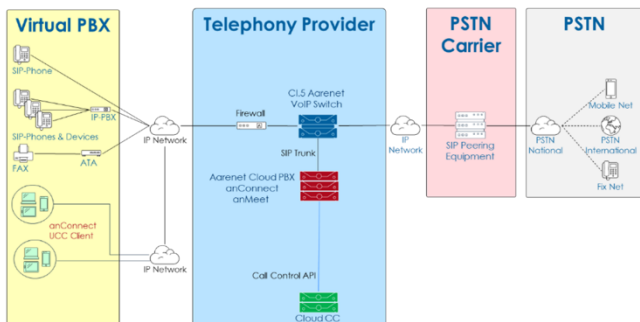 Virtual PBX
SIP-Phone
IP-PBX
SIP-Phones & Devices
FAX
ATA
anConnect
UCC Client
IP Network
IP Network
Telephony Provider
Firewall
CL5 Aarenet
VoIP Switch
SIP Trunk
Aarenet Cloud PBX
anConnect
anMeet
Call Control API
Cloud CC
IP
Network
PSTN
Carrier
SIP Peering
Equipment
PSTN
PSTN
National
Mobile Net
PSTN
International
Fix Net